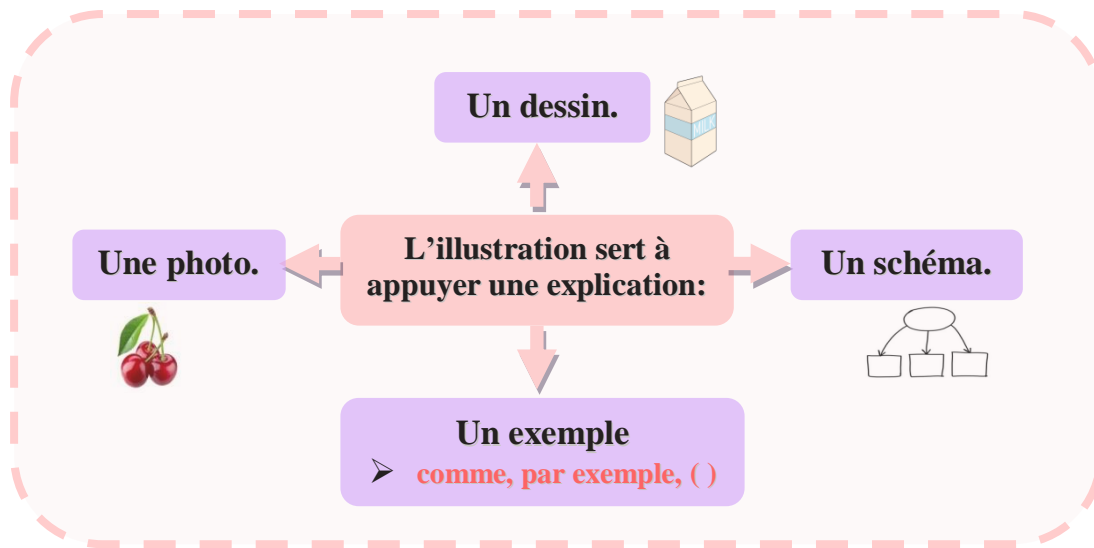 Un dessin.
MILK
L'illustration sert à
appuyer une explication:
Une photo.
Un schéma.
Un exemple
➢ comme, par exemple, ( )